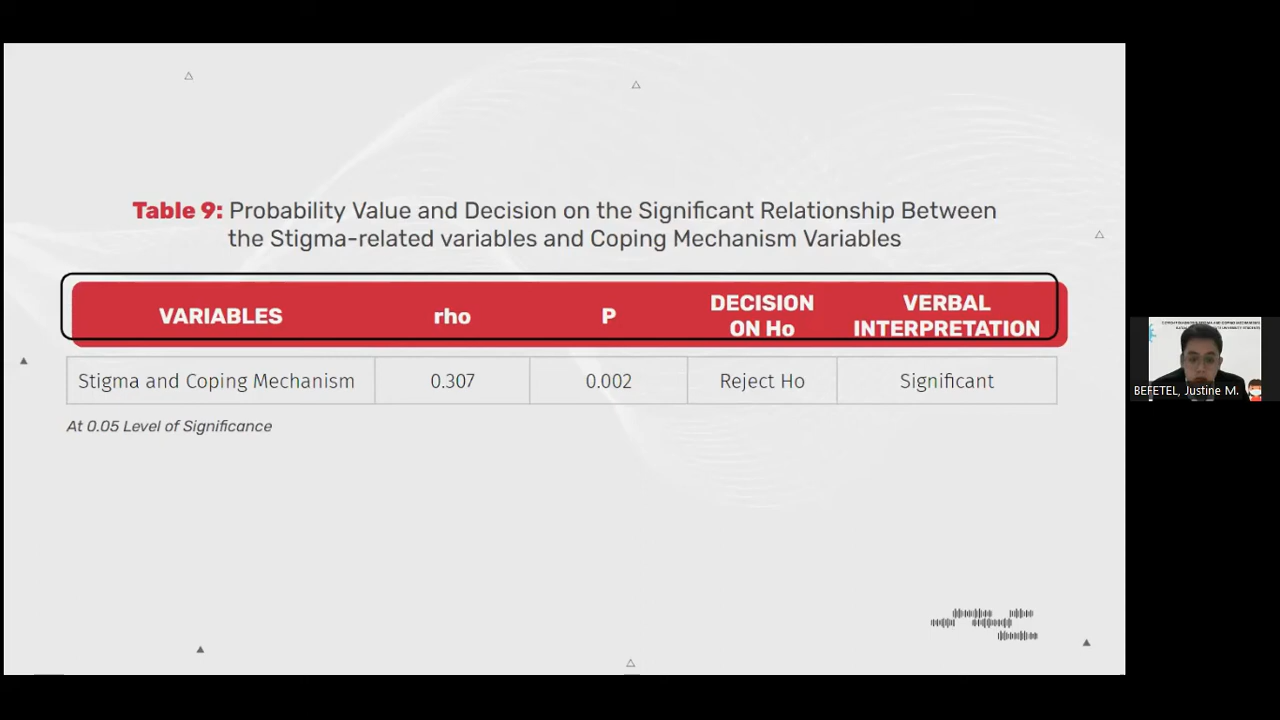 Table 9: Probability Value and Decision on the Significant Relationship Between
the Stigma-related variables and Coping Mechanism Variables
VARIABLES rho P DECISION ON Ho VERBAL INTERPRETATION
Stigma and Coping Mechanism 0.307 0.002 Reject Ho Significant
At 0.05 Level of Significance
BEFETEL, Justine M.